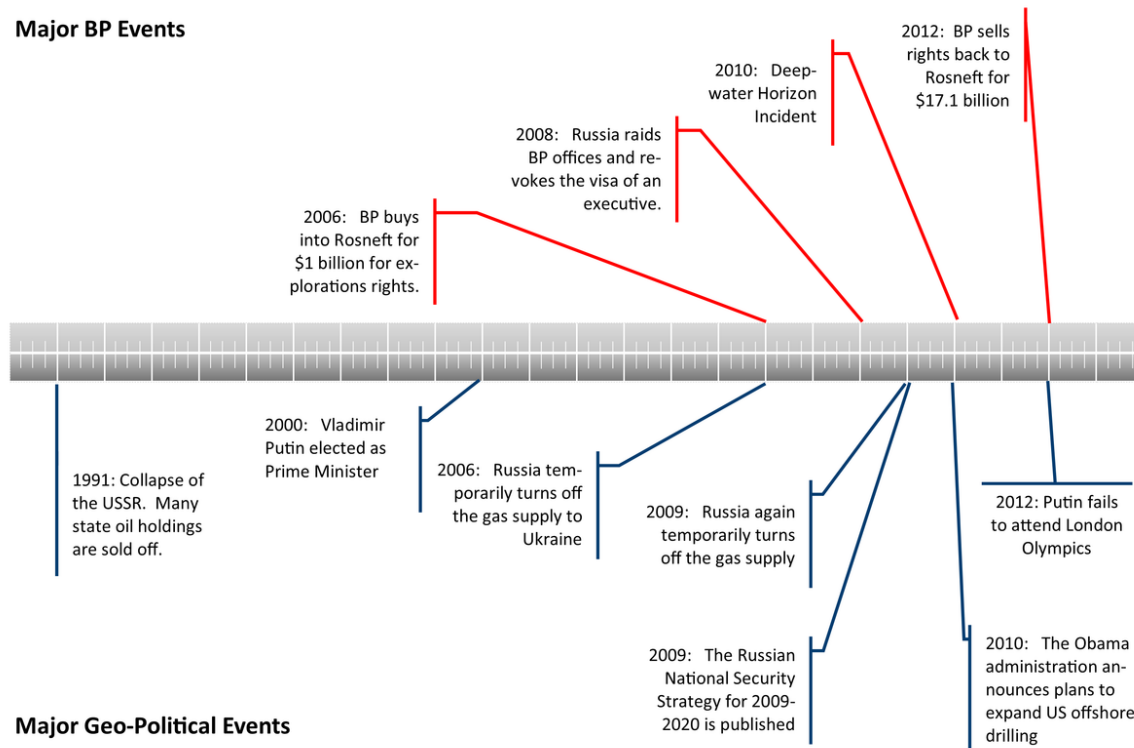 Major BP Events
2012:  BP sells
rights back to
Rosneft for
$17.1 billion
2010:  Deep-
water Horizon
Incident
2008:  Russia raids
BP offices and re-
vokes the visa of an
executive.
2006:  BP buys
into Rosneft for
$1 billion for ex-
plorations rights.
1991: Collapse of
the USSR.  Many
state oil holdings
are sold off.
2000:  Vladimir
Putin elected as
Prime Minister
2006:  Russia tem-
porarily turns off
the gas supply to
Ukraine
2009:  Russia again
temporarily turns
off the gas supply
2012: Putin fails
to attend London
Olympics
2009:  The Russian
National Security
Strategy for 2009-
2020 is published
2010:  The Obama
administration an-
nounces plans to
expand US offshore
drilling
Major Geo-Political Events